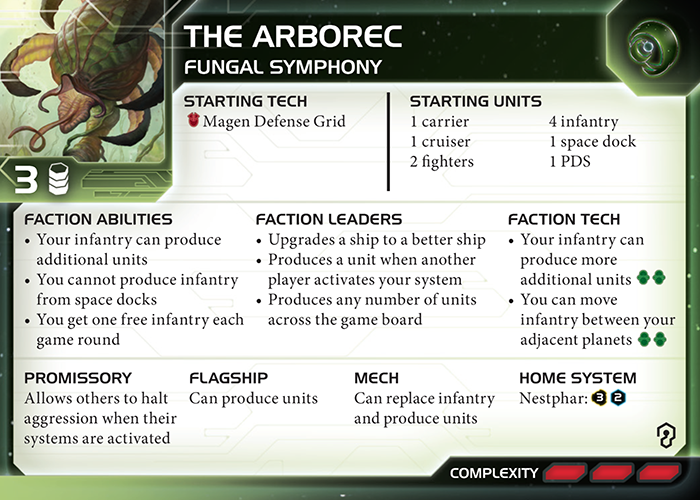 THE ARBOREC
FUNGAL SYMPHONY
3
STARTING TECH
Magen Defense Grid
STARTING UNITS
1 carrier
1 cruiser
2 fighters
4 infantry
1 space dock
1 PDS
FACTION ABILITIES
• Your infantry can produce
additional units
• You cannot produce infantry
from space docks
• You get one free infantry each
game round
FACTION LEADERS
• Upgrades a ship to a better ship
• Produces a unit when another
player activates your system
• Produces any number of units
across the game board
FACTION TECH
• Your infantry can
produce more
additional units
• You can move
infantry between your
adjacent planets
PROMISSORY
Allows others to halt
aggression when their
systems are activated
FLAGSHIP
Can produce units
MECH
Can replace infantry
and produce units
HOME SYSTEM
Nestphar: 3 2
COMPLEXITY